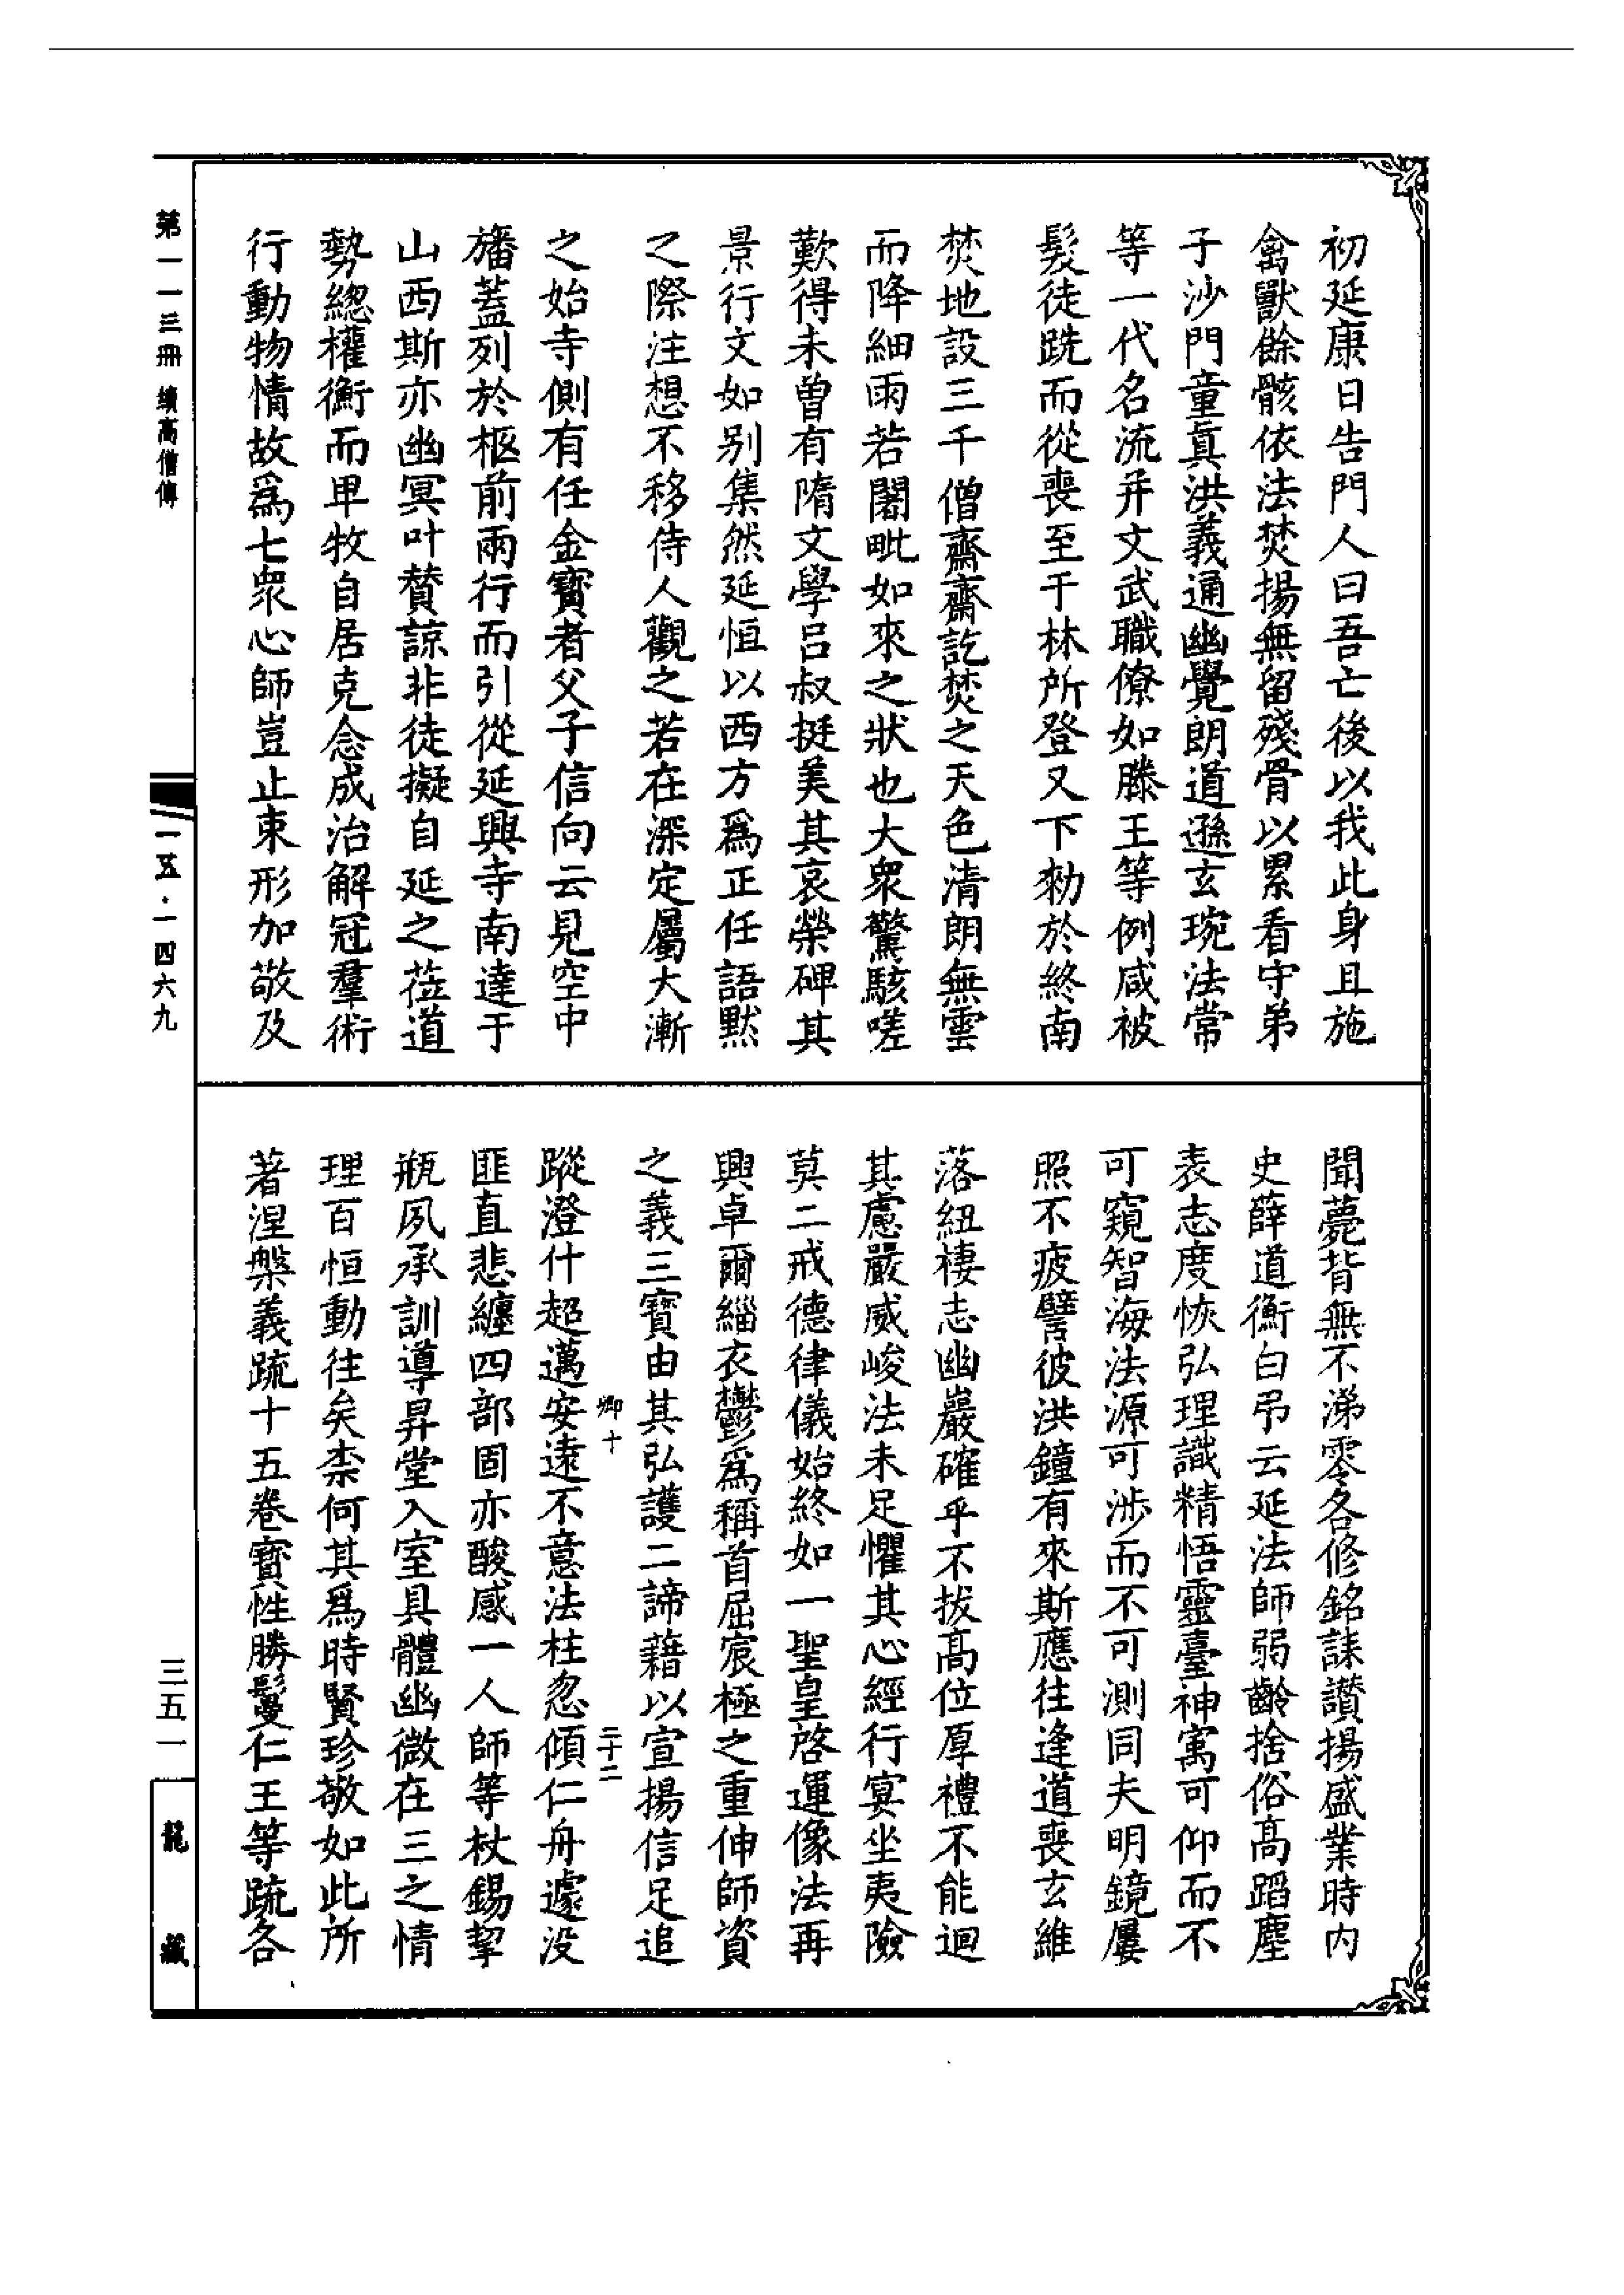 初延康日告門人曰吾亡後以我此身且施
禽獸餘骸依法焚揚無留殘骨以累看守弟
子沙門童眞洪義通幽覺朗道遜玄琬法常
等一代名流幷文武職僚如滕王等例咸被
髮徒跣而從喪至于林所登又下勑於終南
焚地設三千僧齋齋訖焚之天色清朗無雲
而降細雨若闍毗如來之狀也大衆驚駭嗟
歎得未曾有隋文學呂叔挺美其哀榮碑其
景行文如别集然延恒以西方爲正任語默
之際注想不移侍人觀之若在深定屬大漸
之始寺側有任金寶者父子信向云見空中
旛蓋列於柩前兩行而引從延興寺南達于
山西斯亦幽冥叶贊諒非徒擬自延之莅道
勢總權衡而卑牧自居克念成治解冠羣術
行動物情故爲七衆心師豈止束形加敬及
聞薨背無不涕零各修銘誄讃揚盛業時内
史薛道衡白弔云延法師弱齡捨俗髙蹈塵
表志度恢弘理識精悟靈臺神寓可仰而不
可窺智海法源可涉而不可測同夫明鏡屢
照不疲譬彼洪鐘有來斯應往逢道喪玄維
落紐棲志幽巖確乎不拔髙位厚禮不能迴
其慮嚴威峻法未足懼其心經行宴坐夷險
莫二戒德律儀始終如一聖皇啓運像法再
興卓爾緇衣鬱爲稱首屈宸極之重伸師資
之義三寶由其弘護二諦藉以宣揚信足追
卿十 三十二
蹤澄什超邁安遠不意法柱忽傾仁舟遽没
匪直悲纏四部固亦酸感一人師等杖錫挈
瓶夙承訓導昇堂入室具體幽微在三之情
理百恒動往矣柰何其爲時賢珍敬如此所
著涅槃義疏十五卷寳性勝鬘仁王等疏各
第一一三冊 續高僧傳
一五·一四六九
三五一
龍藏